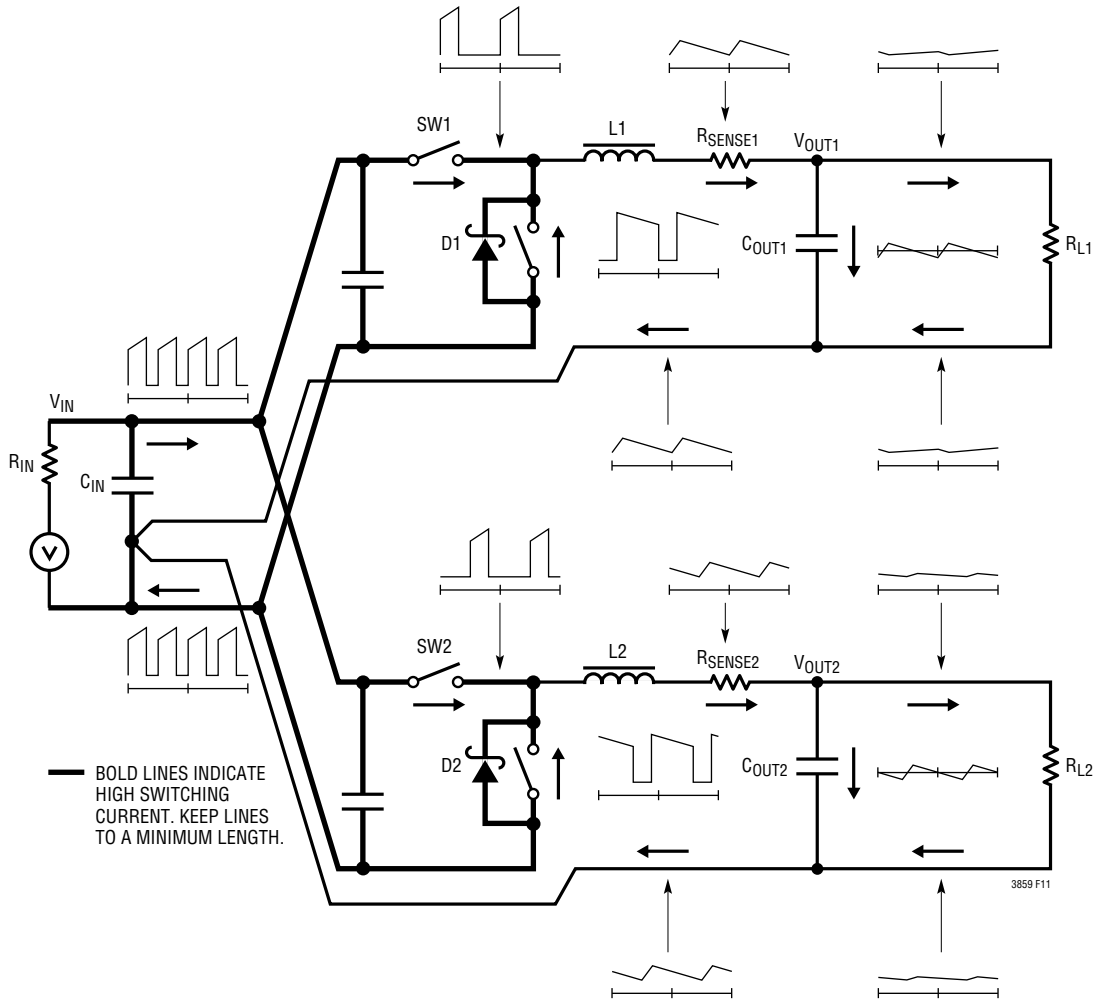 SW1
L1
RSENSE1
VOUT1
D1
COUT1
RL1
VIN
RIN
CIN
V
SW2
L2
RSENSE2
VOUT2
D2
COUT2
RL2
BOLD LINES INDICATE
HIGH SWITCHING
CURRENT. KEEP LINES
TO A MINIMUM LENGTH.
3859 F11